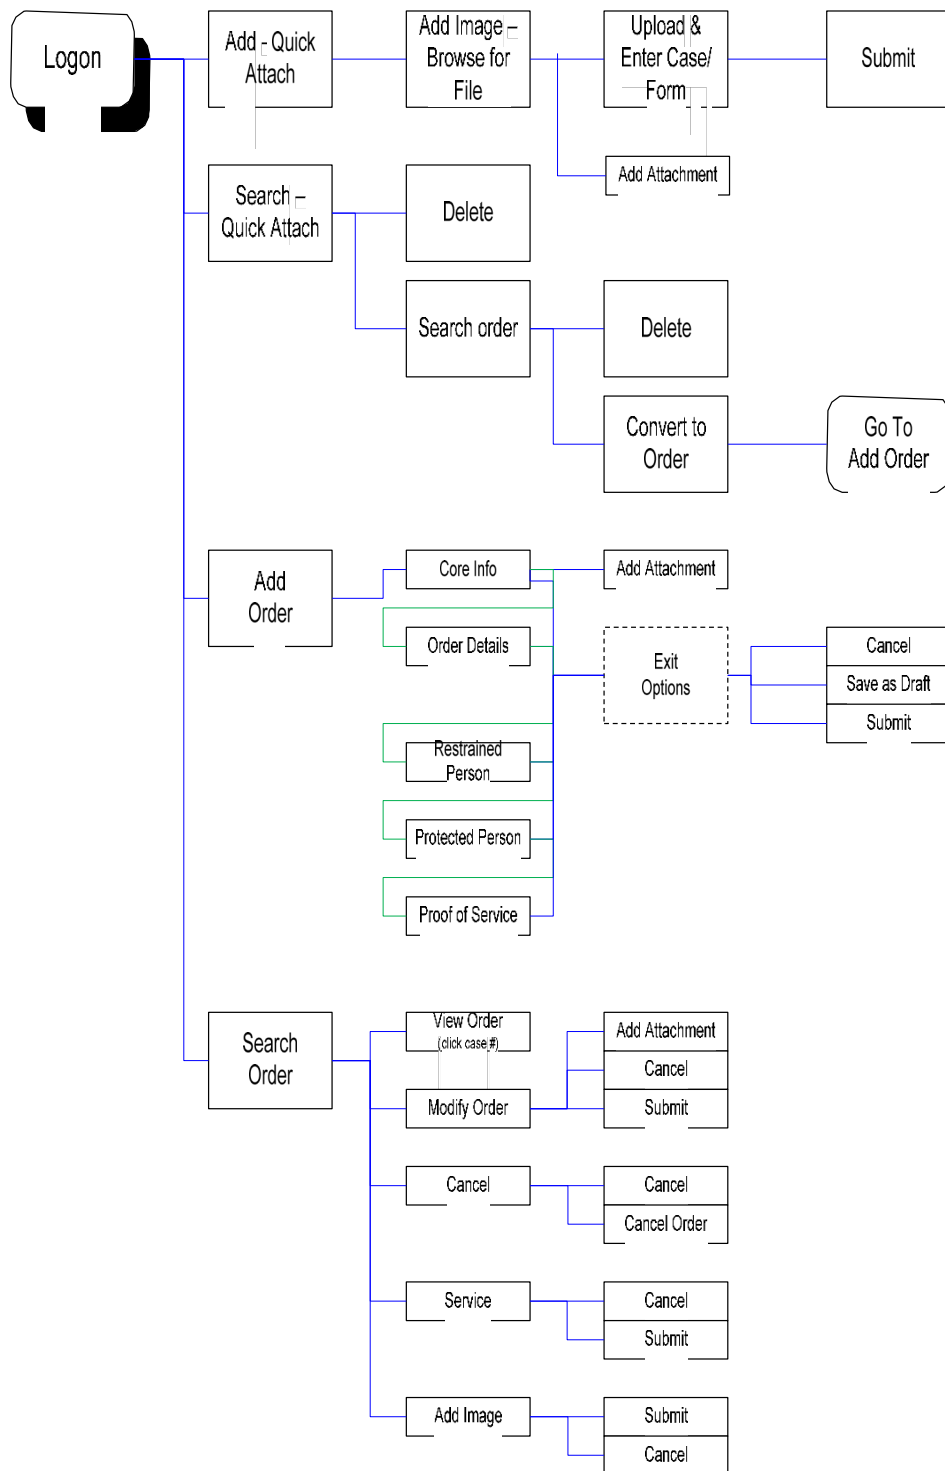 Logon
Add - Quick
Attach
Add Image –
Browse for
File
Upload &
Enter Case/
Form
Submit
Add Attachment
Search –
Quick Attach
Delete
Search order
Delete
Convert to
Order
Go To
Add Order
Add
Order
Core Info
Add Attachment
Order Details
Exit
Options
Cancel
Save as Draft
Submit
Restrained
Person
Protected Person
Proof of Service
Search
Order
View Order
(click case #)
Add Attachment
Cancel
Modify Order
Submit
Cancel
Cancel
Cancel Order
Service
Cancel
Submit
Add Image
Submit
Cancel